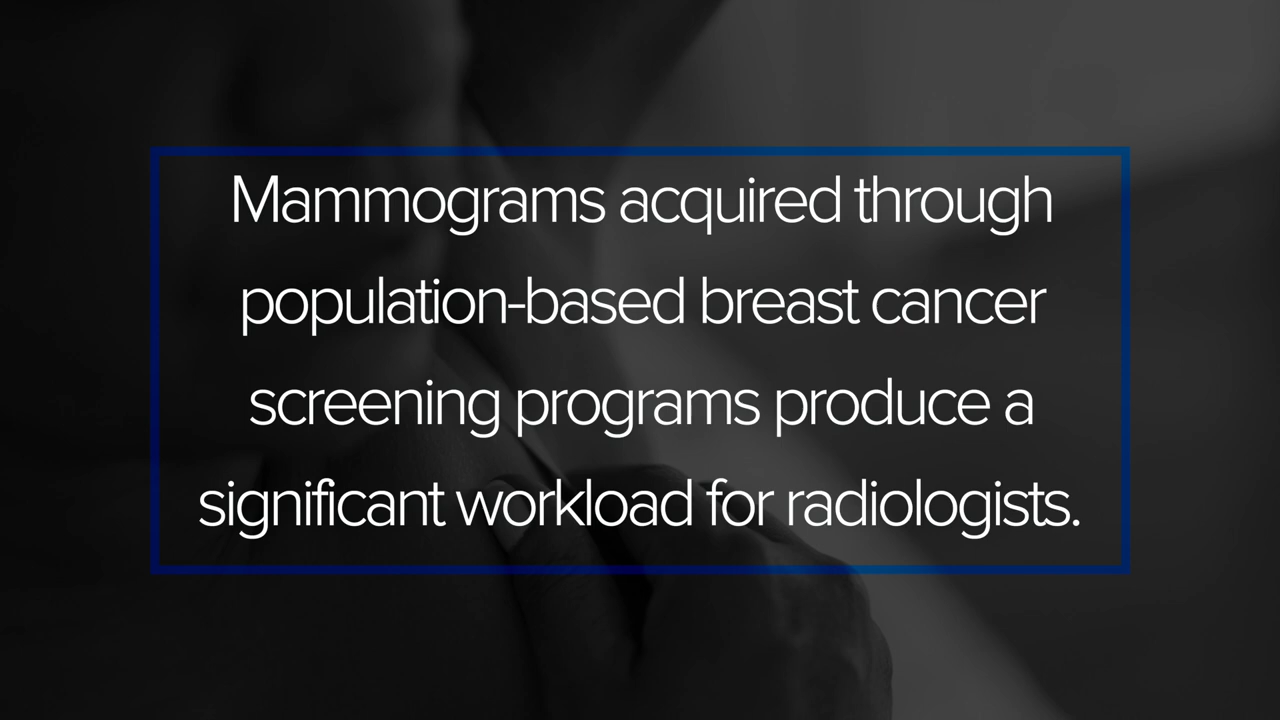 Mammograms acquired through
population-based breast cancer
screening programs produce a
significant workload for radiologists.